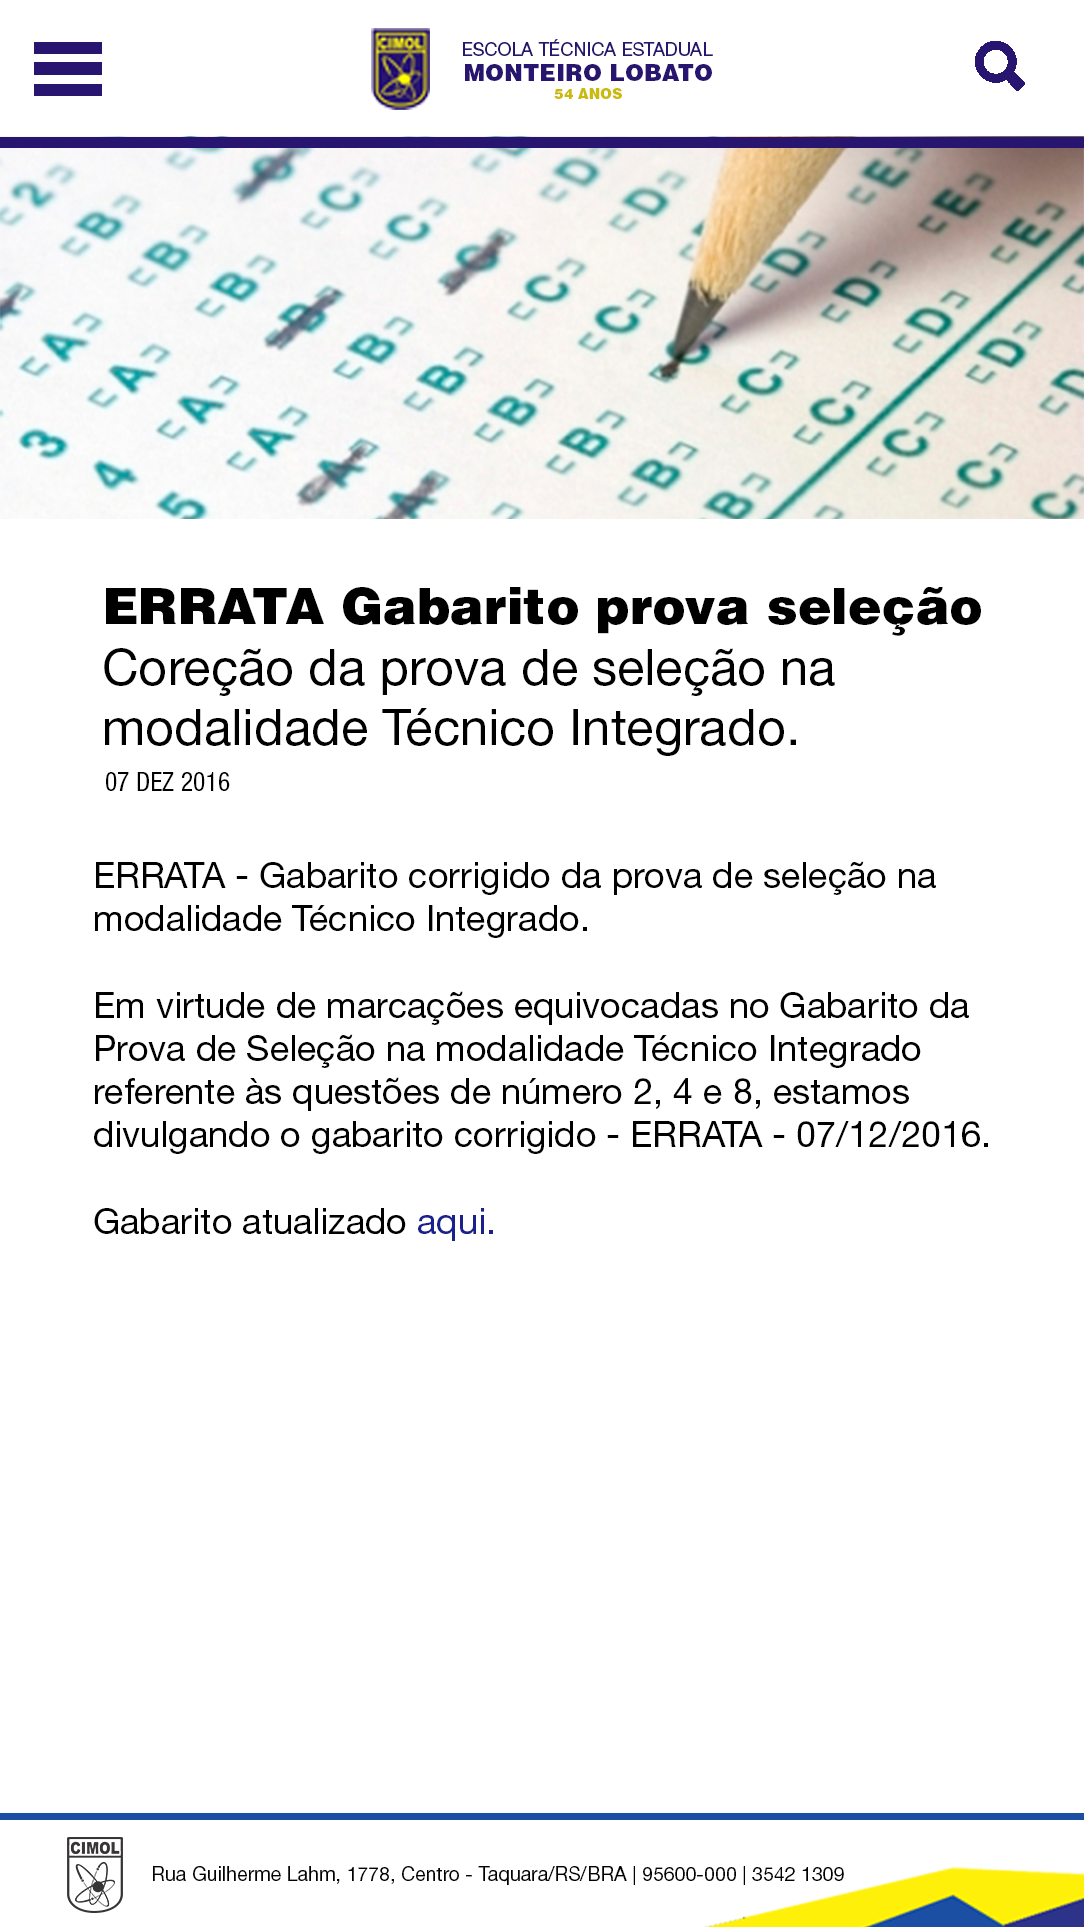 CIMOL
ESCOLA TÉCNICA ESTADUAL
MONTEIRO LOBATO
54 ANOS
ERRATA Gabarito prova seleção
Coreção da prova de seleção na
modalidade Técnico Integrado.
07 DEZ 2016
ERRATA - Gabarito corrigido da prova de seleção na
modalidade Técnico Integrado.
Em virtude de marcações equivocadas no Gabarito da
Prova de Seleção na modalidade Técnico Integrado
referente às questões de número 2, 4 e 8, estamos
divulgando o gabarito corrigido - ERRATA - 07/12/2016.
Gabarito atualizado aqui.
CIMOL
Rua Guilherme Lahm, 1778, Centro - Taquara/RS/BRA | 95600-000 | 3542 1309